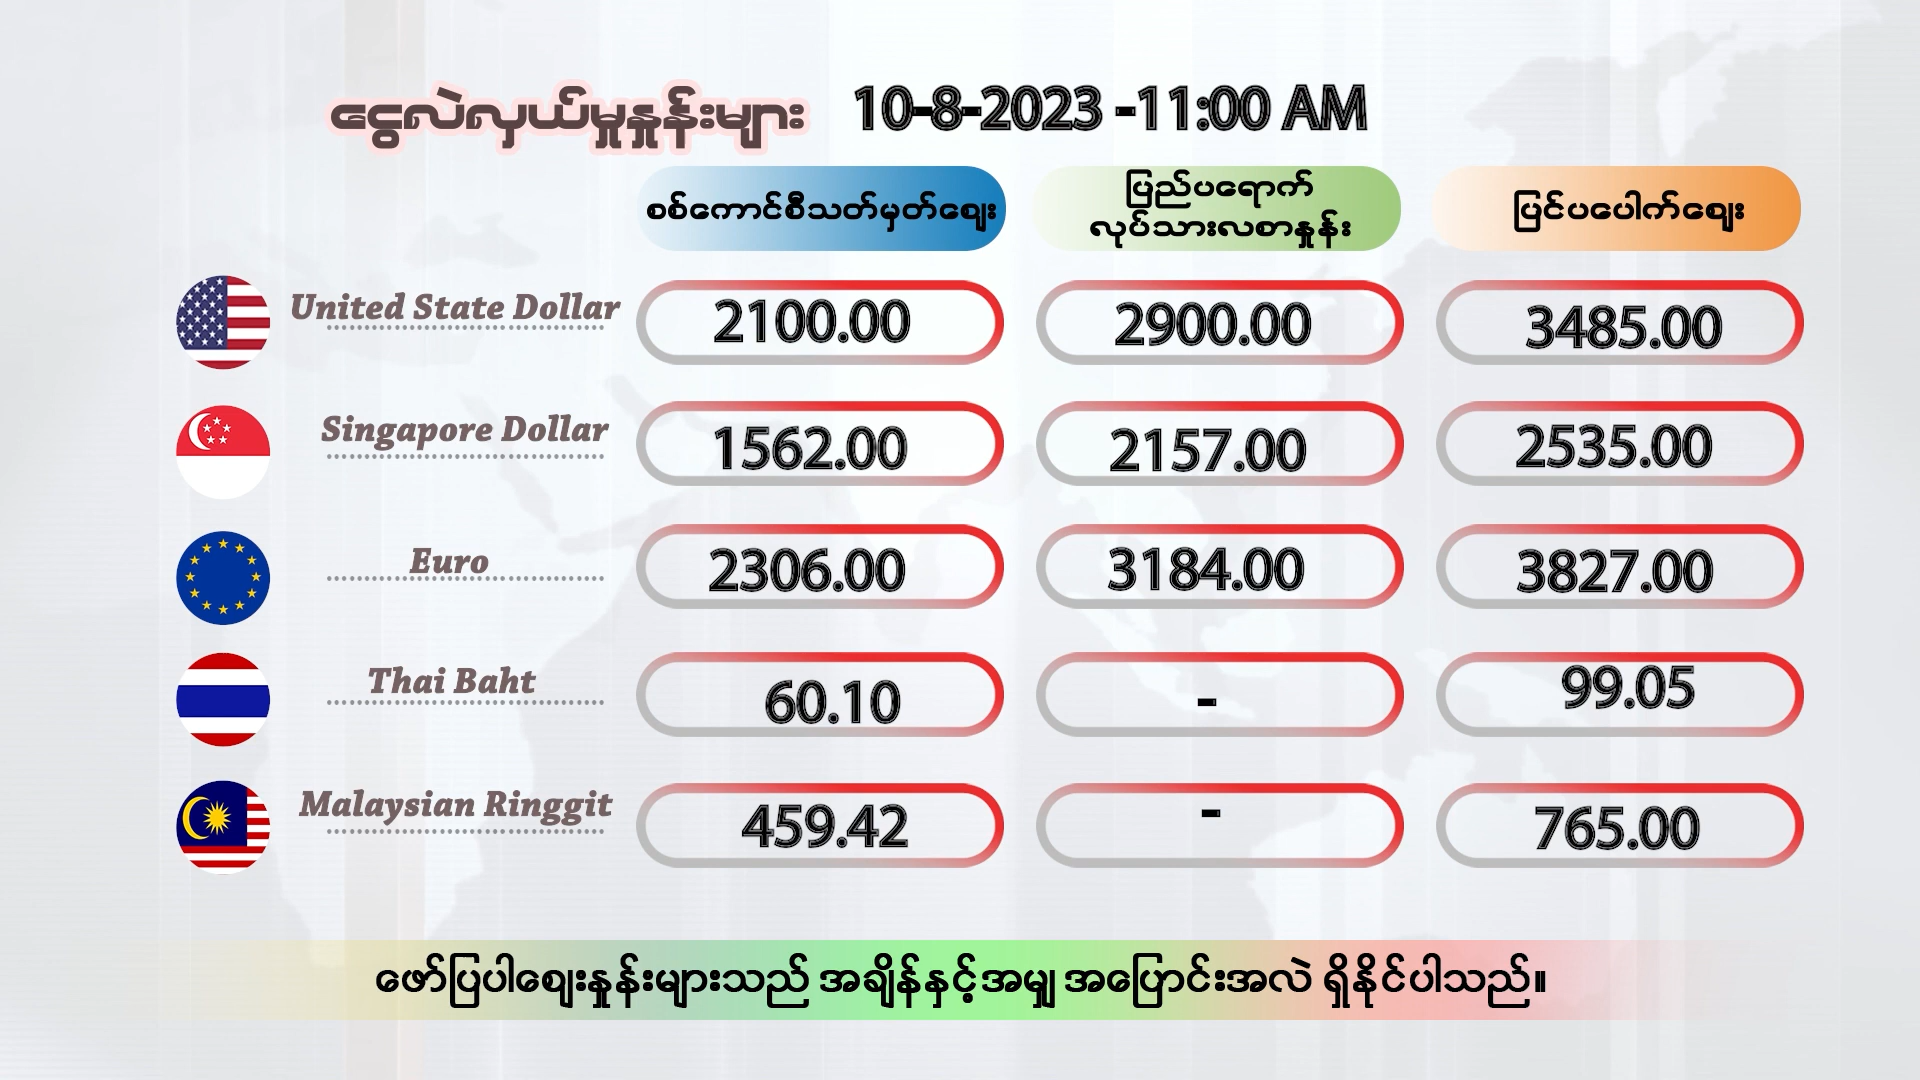 ငွေလဲလှယ်မှုနှုန်းများ 10-8-2023 -11:00 AM
စစ်ကောင်စီသတ်မှတ်ဈေး
ပြည်ပရောက်
လုပ်သားလစာနှုန်း
ပြင်ပပေါက်ဈေး
United State Dollar 2100.00 2900.00 3485.00
Singapore Dollar 1562.00 2157.00 2535.00
Euro 2306.00 3184.00 3827.00
Thai Baht 60.10 - 99.05
Malaysian Ringgit 459.42 - 765.00
ဖော်ပြပါဈေးနှုန်းများသည် အချိန်နှင့်အမျှ အပြောင်းအလဲ ရှိနိုင်ပါသည်။